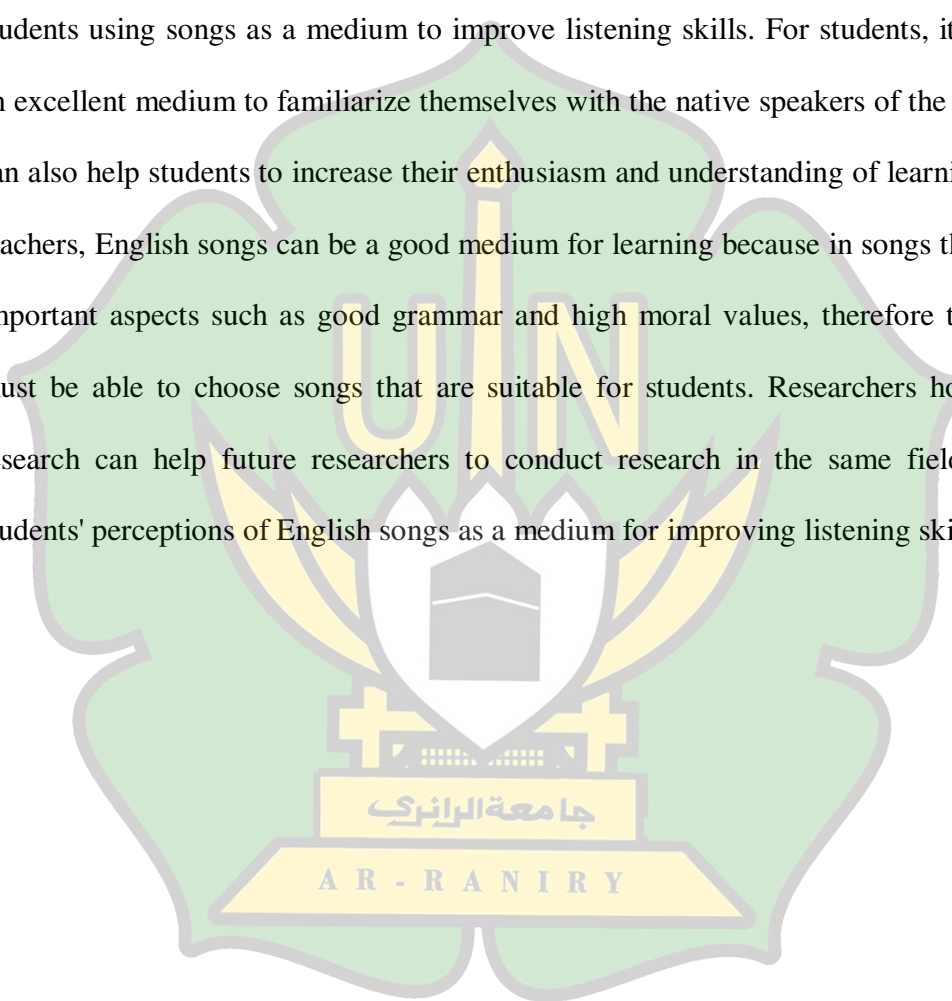 udents using songs as a medium to improve listening skills. For students, it
n excellent medium to familiarize themselves with the native speakers of the
an also help students to increase their enthusiasm and understanding of learni
achers, English songs can be a good medium for learning because in songs th
mportant aspects such as good grammar and high moral values, therefore t
ust be able to choose songs that are suitable for students. Researchers ho
esearch can help future researchers to conduct research in the same field
udents' perceptions of English songs as a medium for improving listening ski
UIN
جامعة الرانري
AR-RANIRY